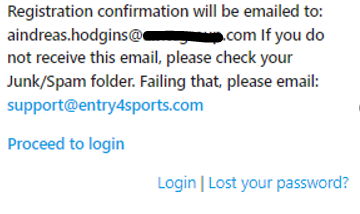 Registration confirmation will be emailed to:
aindreas.hodgins@ .com If you do
not receive this email, please check your
Junk/Spam folder. Failing that, please email:
support@entry4sports.com
Proceed to login
Login | Lost your password?